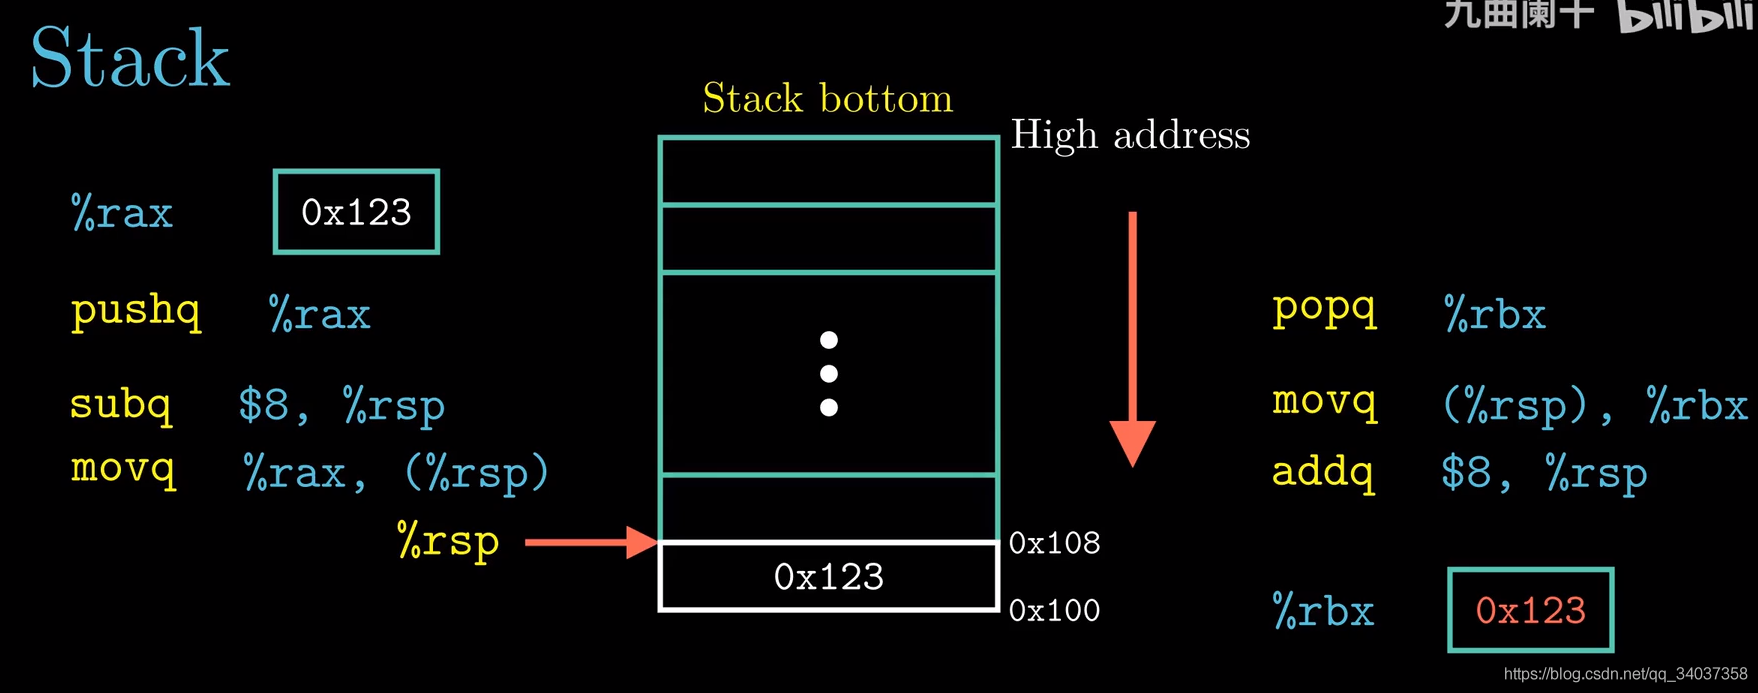 九曲阑干 bilibili
Stack
Stack bottom
High address
%rax 0x123
pushq %rax
subq $8, %rsp
movq %rax, (%rsp)
%rsp
0x108
0x123
0x100
popq %rbx
movq (%rsp), %rbx
addq $8, %rsp
%rbx 0x123
https://blog.csdn.net/qq_34037358